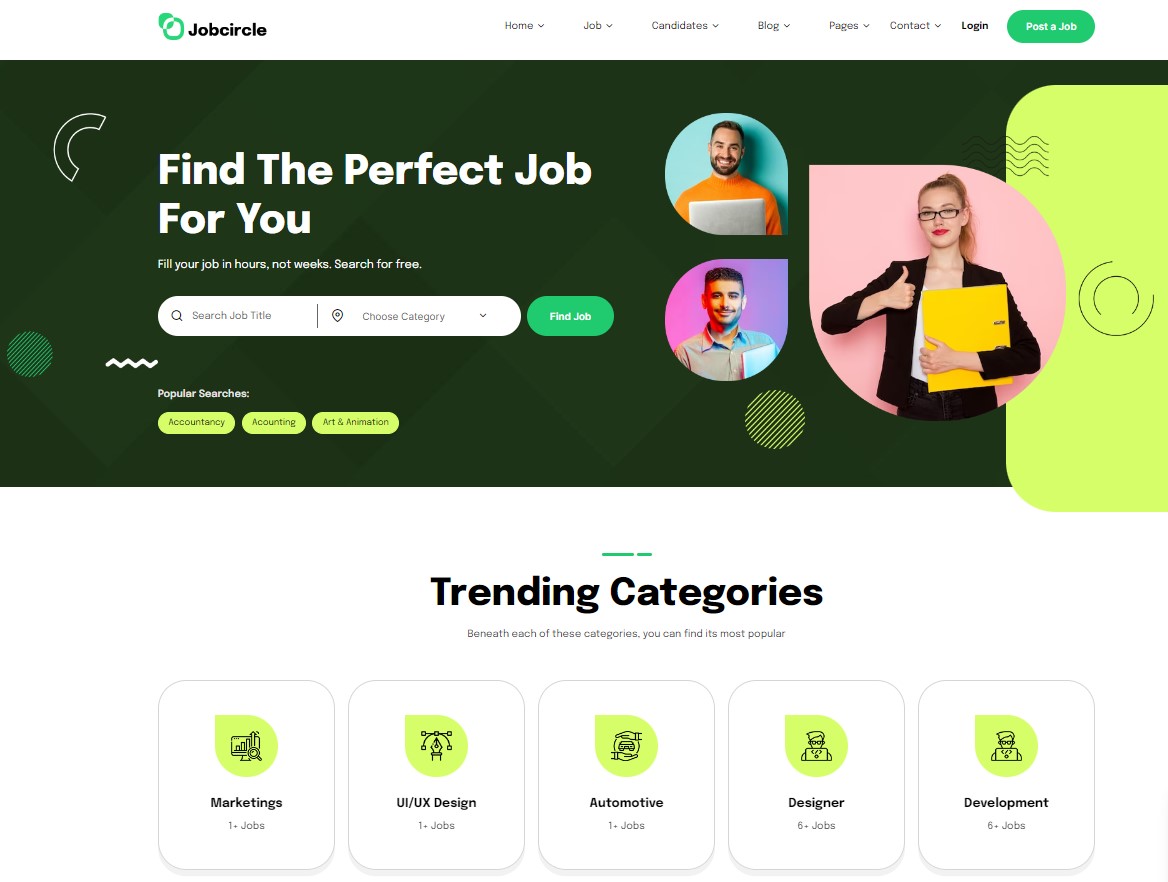 Jobcircle
Home Job Candidates Blog Pages Contact Login Post a Job
Find The Perfect Job
For You
Fill your job in hours, not weeks. Search for free.
Search Job Title Choose Category Find Job
Popular Searches:
Accountancy Acounting Art & Animation
Trending Categories
Beneath each of these categories, you can find its most popular
Marketings UI/UX Design Automotive Designer Development
1+ Jobs 1+ Jobs 1+ Jobs 6+ Jobs 6+ Jobs